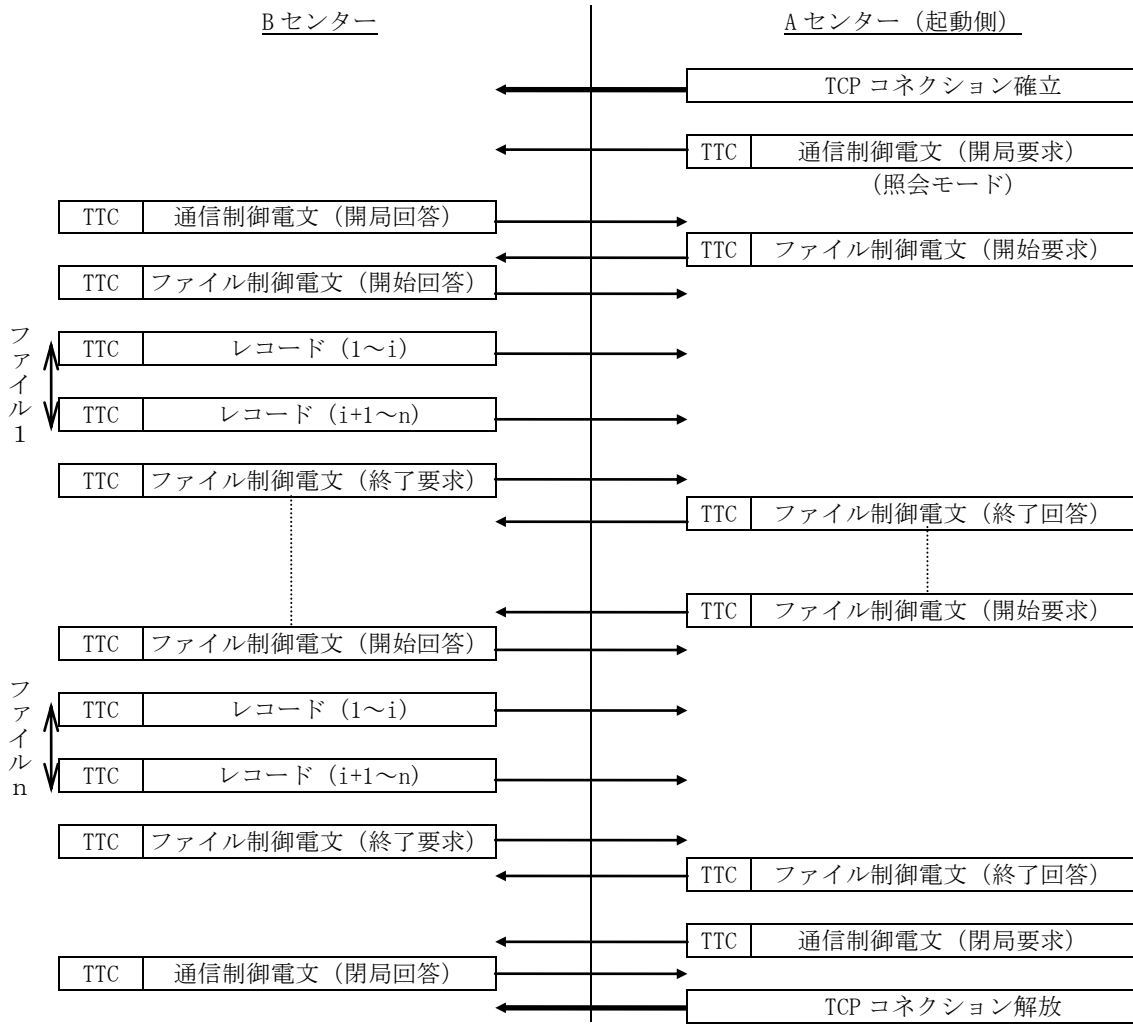 Bセンター
Aセンター（起動側）
TCPコネクション確立
TTC 通信制御電文（開局要求）
（照会モード）
TTC 通信制御電文（開局回答）
TTC ファイル制御電文（開始要求）
TTC ファイル制御電文（開始回答）
ファイル1
TTC レコード（1～i）
TTC レコード（i+1～n）
TTC ファイル制御電文（終了要求）
TTC ファイル制御電文（終了回答）
TTC ファイル制御電文（開始要求）
TTC ファイル制御電文（開始回答）
ファイルn
TTC レコード（1～i）
TTC レコード（i+1～n）
TTC ファイル制御電文（終了要求）
TTC ファイル制御電文（終了回答）
TTC 通信制御電文（閉局要求）
TTC 通信制御電文（閉局回答）
TCPコネクション解放